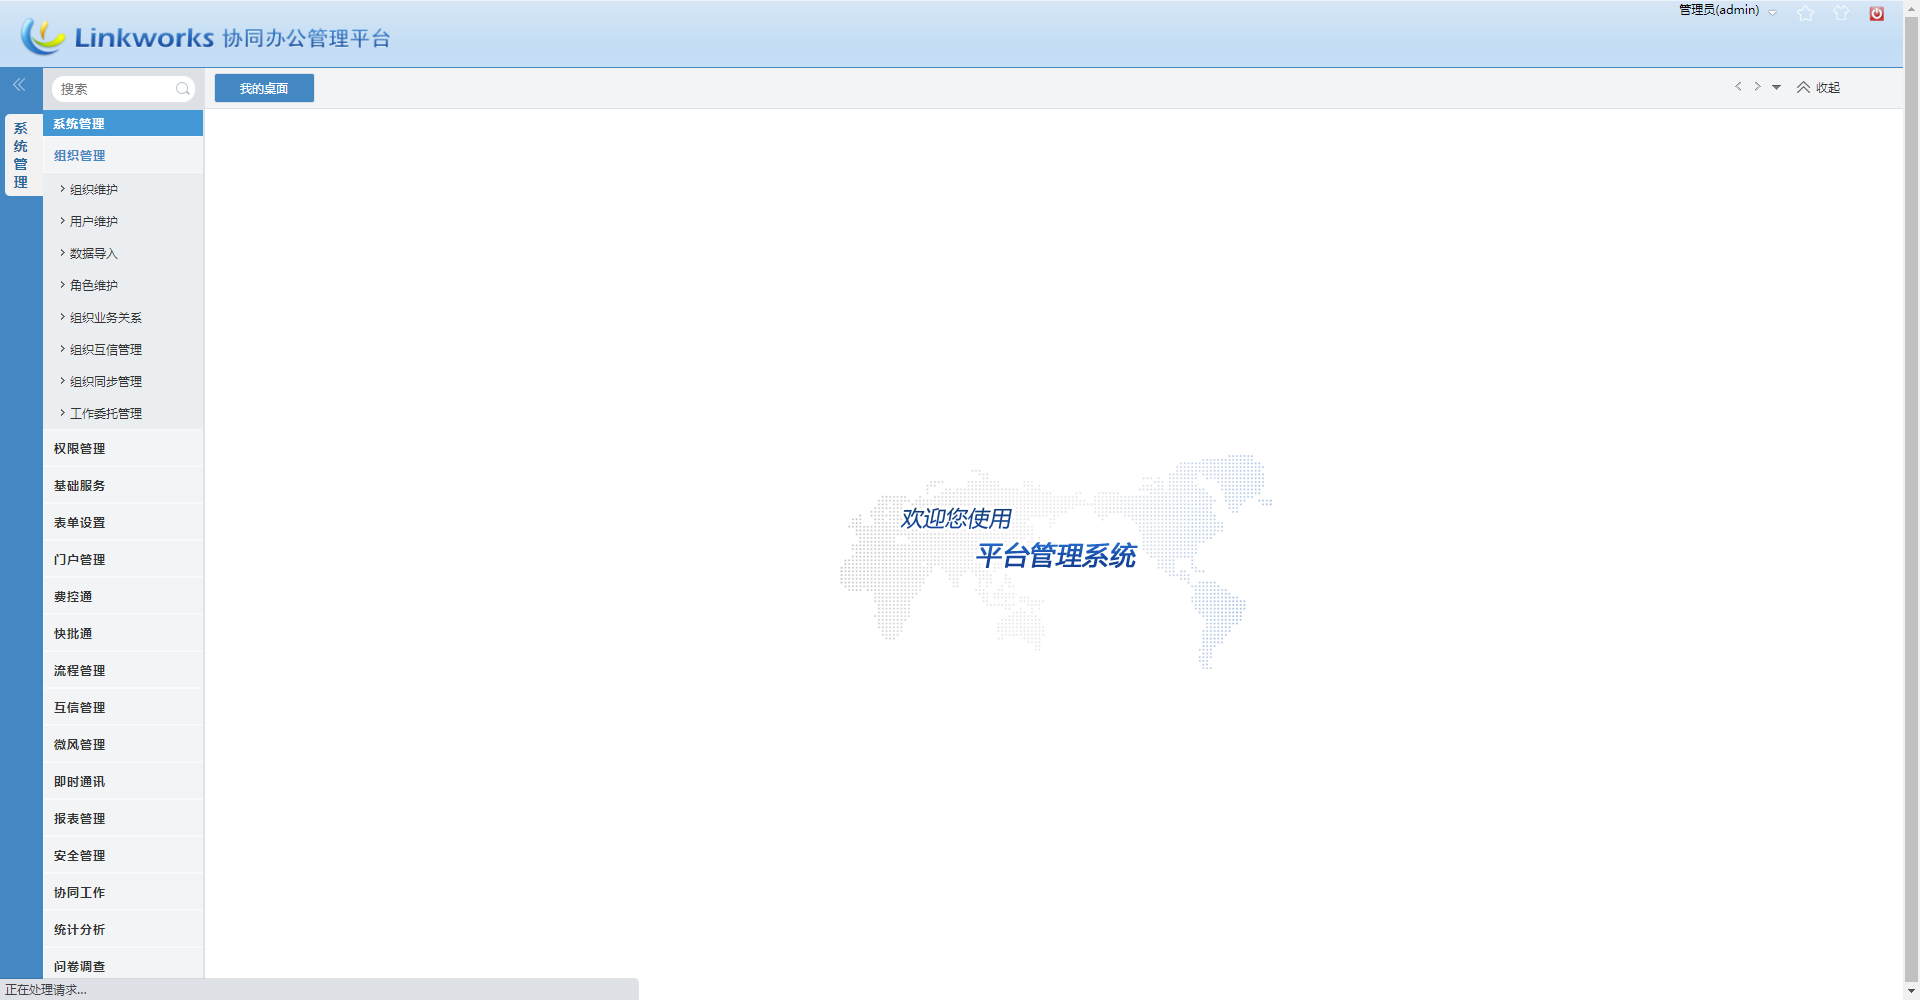 管理员(admin)
Linkworks 协同办公管理平台
搜索
我的桌面
收起
系统管理
系统管理
组织管理
组织维护
用户维护
数据导入
角色维护
组织业务关系
组织互信管理
组织同步管理
工作委托管理
权限管理
基础服务
表单设置
门户管理
费控通
快批通
流程管理
互信管理
微风管理
即时通讯
报表管理
安全管理
协同工作
统计分析
问卷调查
欢迎您使用
平台管理系统
正在处理请求...